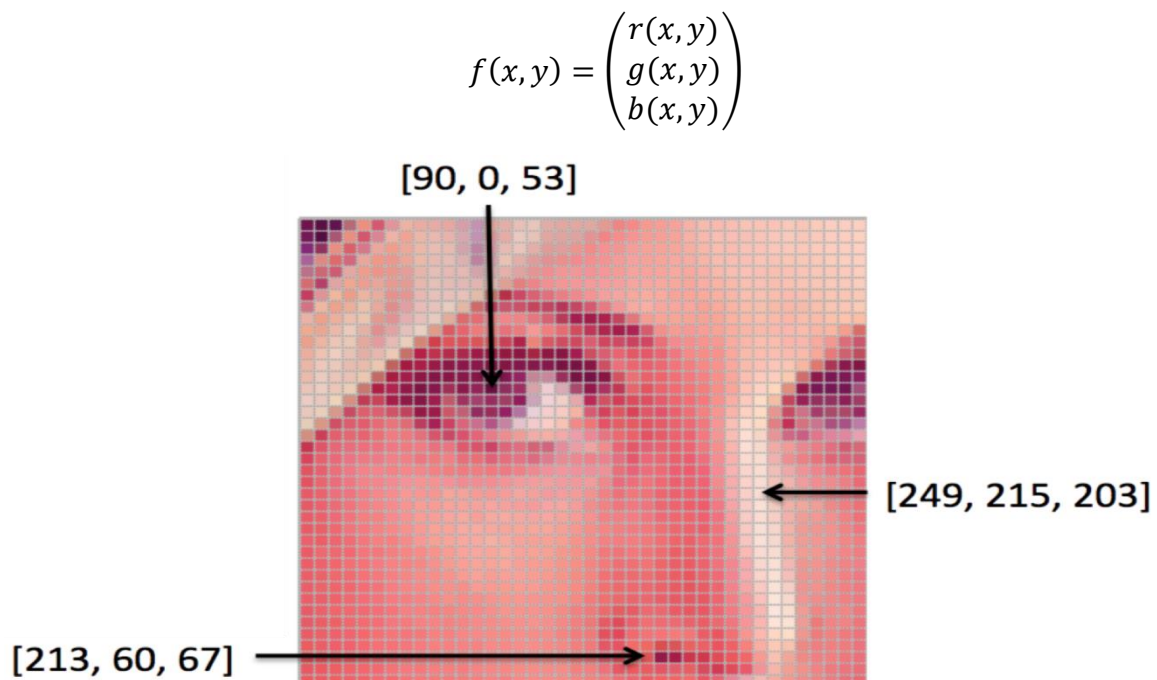 r(x, y)
f(x, y) = g(x, y)
b(x, y)
[90, 0, 53]
[249, 215, 203]
[213, 60, 67]